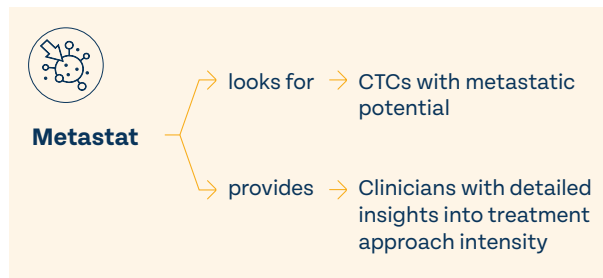 Metastat
looks for
CTCs with metastatic
potential
provides
Clinicians with detailed
insights into treatment
approach intensity